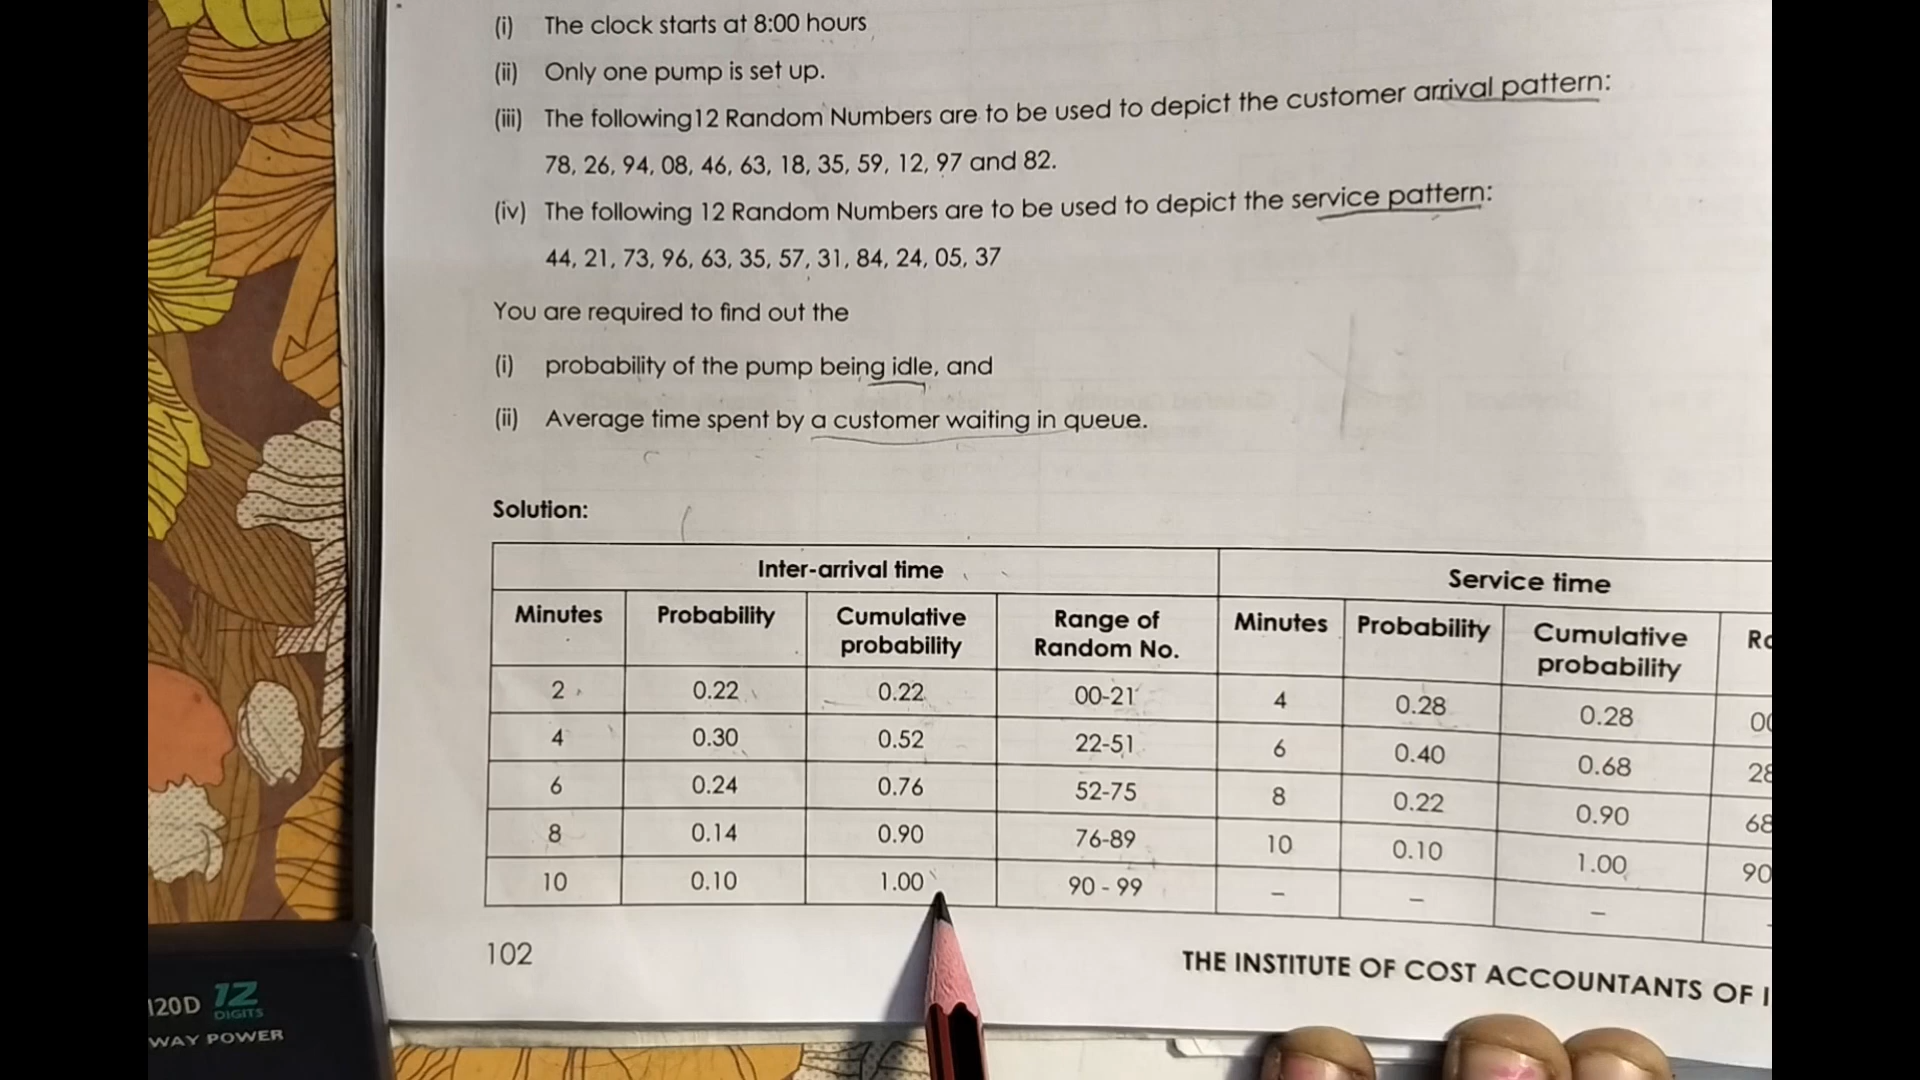 (i) The clock starts at 8:00 hours
(ii) Only one pump is set up.
(iii) The following12 Random Numbers are to be used to depict the customer arrival pattern:
78, 26, 94, 08, 46, 63, 18, 35, 59, 12, 97 and 82.
(iv) The following 12 Random Numbers are to be used to depict the service pattern:
44, 21, 73, 96, 63, 35, 57, 31, 84, 24, 05, 37
You are required to find out the
(i) probability of the pump being idle, and
(ii) Average time spent by a customer waiting in queue.
Solution:
Inter-arrival time Service time
Minutes Probability Cumulative probability Range of Random No. Minutes Probability Cumulative probability
2 0.22 0.22 00-21 4 0.28 0.28
4 0.30 0.52 22-51 6 0.40 0.68 28
6 0.24 0.76 52-75 8 0.22 0.90 68
8 0.14 0.90 76-89 10 0.10 1.00 90
10 0.10 1.00 90 - 99 – – –
102 THE INSTITUTE OF COST ACCOUNTANTS OF
120D 12 DIGITS
WAY POWER